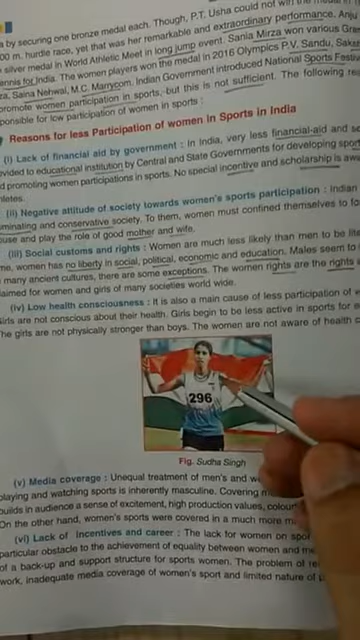 s by securing one bronze medal each. Though, P.T. Usha could not win the medal in
00 m. hurdle race, yet that was her remarkable and extraordinary performance. Anju
silver medal in World Athletic Meet in long jump event. Sania Mirza won various Gran
ennis for India. The women players won the medal in 2016 Olympics P.V. Sandu, Saks
Saina Nehwal, M.C. Marrycom. Indian Government introduced National Sports Festiv
promote women participation in sports, but this is not sufficient. The following re
ponsible for low participation of women in sports :
Reasons for less Participation of women in Sports in India
(i) Lack of financial aid by government : In India, very less financial-aid and s
vided to educational institution by Central and State Governments for developing sport
d promoting women participations in sports. No special incentive and scholarship is awa
hletes.
(ii) Negative attitude of society towards women's sports participation : Indian
minating and conservative society. To them, women must confined themselves to fo
use and play the role of good mother and wife.
(iii) Social customs and rights : Women are much less likely than men to be lite
me, women has no liberty in social, political, economic and education. Males seem to
many ancient cultures, there are some exceptions. The women rights are the rights
laimed for women and girls of many societies world wide.
(iv) Low health consciousness : It is also a main cause of less participation of
Girls are not conscious about their health. Girls begin to be less active in sports for
he girls are not physically stronger than boys. The women are not aware of health c
296
Fig. Sudha Singh
(v) Media coverage : Unequal treatment of men's and w
playing and watching sports is inherently masculine. Covering m
builds in audience a sense of excitement, high production values, colour
On the other hand, women's sports were covered in a much more m
(vi) Lack of incentives and career : The lack for women on spor
particular obstacle to the achievement of equality between women and me
of a back-up and support structure for sports women. The problem of re
work, inadequate media coverage of women's sport and limited nature of